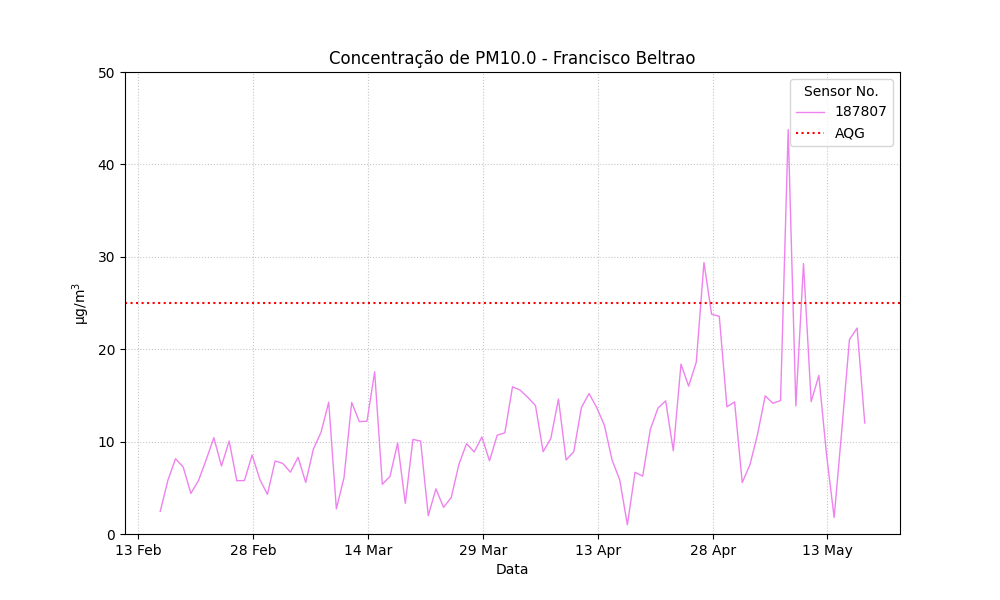 Concentração de PM10.0 - Francisco Beltrao
Sensor No.
187807
AQG
50
40
30
20
10
0
µg/m³
13 Feb
28 Feb
14 Mar
29 Mar
13 Apr
28 Apr
13 May
Data